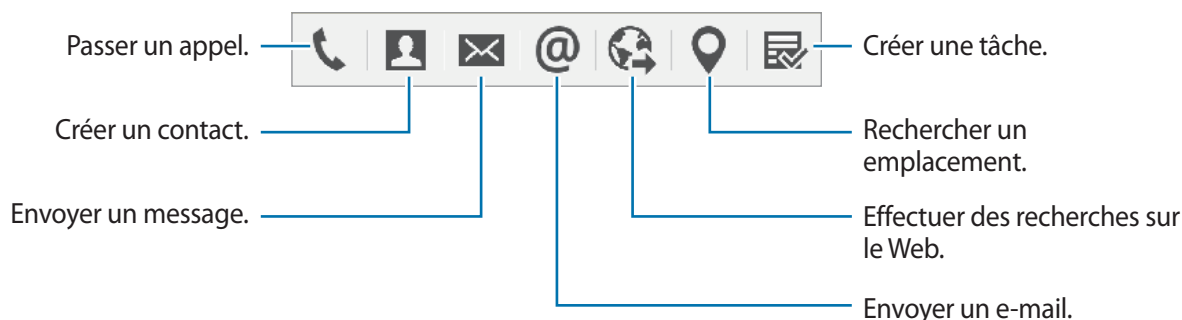 Passer un appel.
Créer un contact.
Envoyer un message.
@
Créer une tâche.
Rechercher un
emplacement.
Effectuer des recherches sur
le Web.
Envoyer un e-mail.